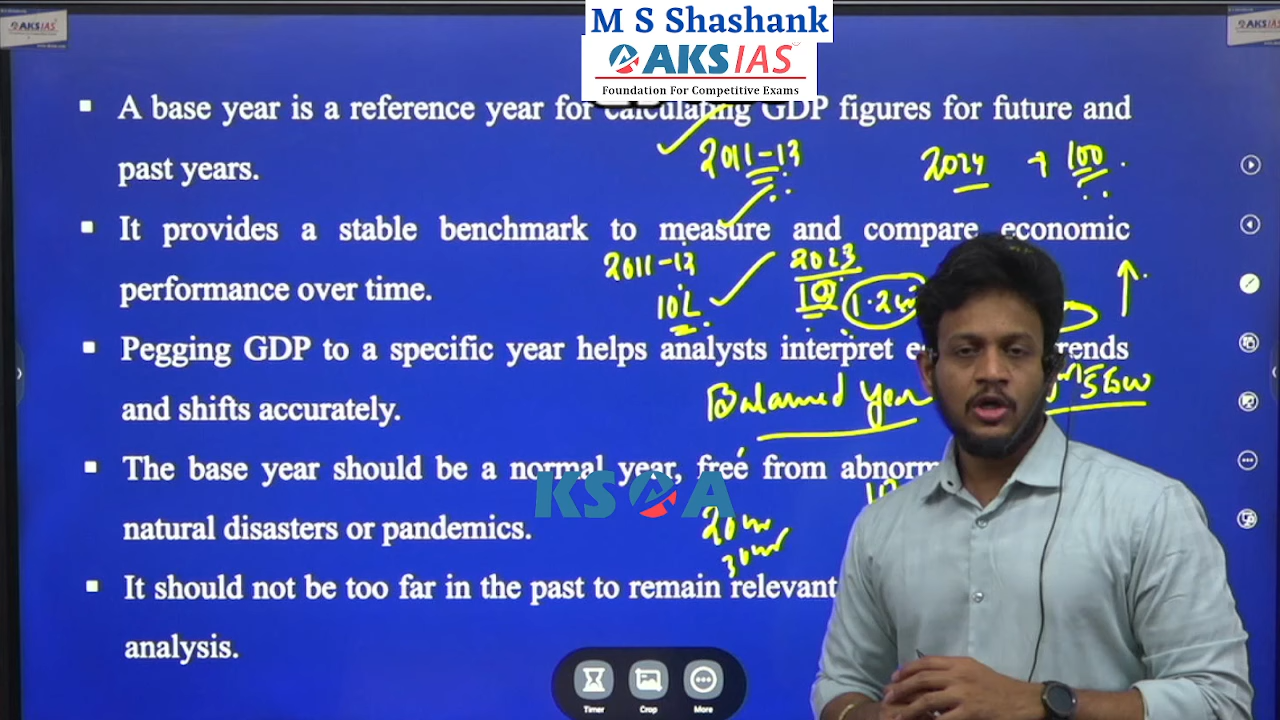 M S Shashank
AKSIAS
Foundation For Competitive Exams
AKSIAS
AKSIAS
▪ A base year is a reference year for calculating GDP figures for future and
past years.
2011-12
2024 → 100
▪ It provides a stable benchmark to measure and compare economic
2011-12
2023
performance over time.
10L
▪ Pegging GDP to a specific year helps analysts interpret
and shifts accurately.
Balanced Year
▪ The base year should be a normal year, free from
KSOA
natural disasters or pandemics.
▪ It should not be too far in the past to remain relevant
analysis.
Timer
Crop
More